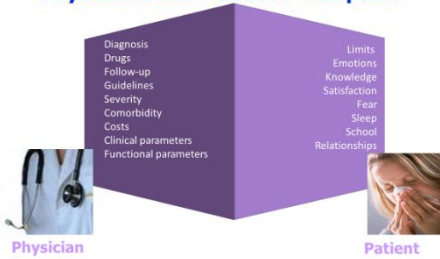 Diagnosis
Drugs
Follow-up
Guidelines
Severity
Comorbidity
Costs
Clinical parameters
Functional parameters
Limits
Emotions
Knowledge
Satisfaction
Fear
Sleep
School
Relationships
Physician
Patient